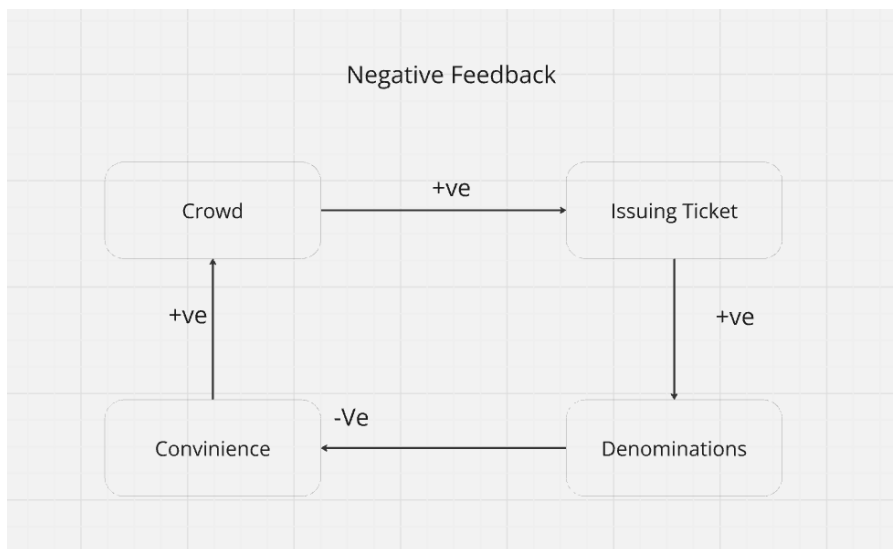 Negative Feedback
Crowd
+ve
Issuing Ticket
+ve
+ve
Convinience
-Ve
Denominations